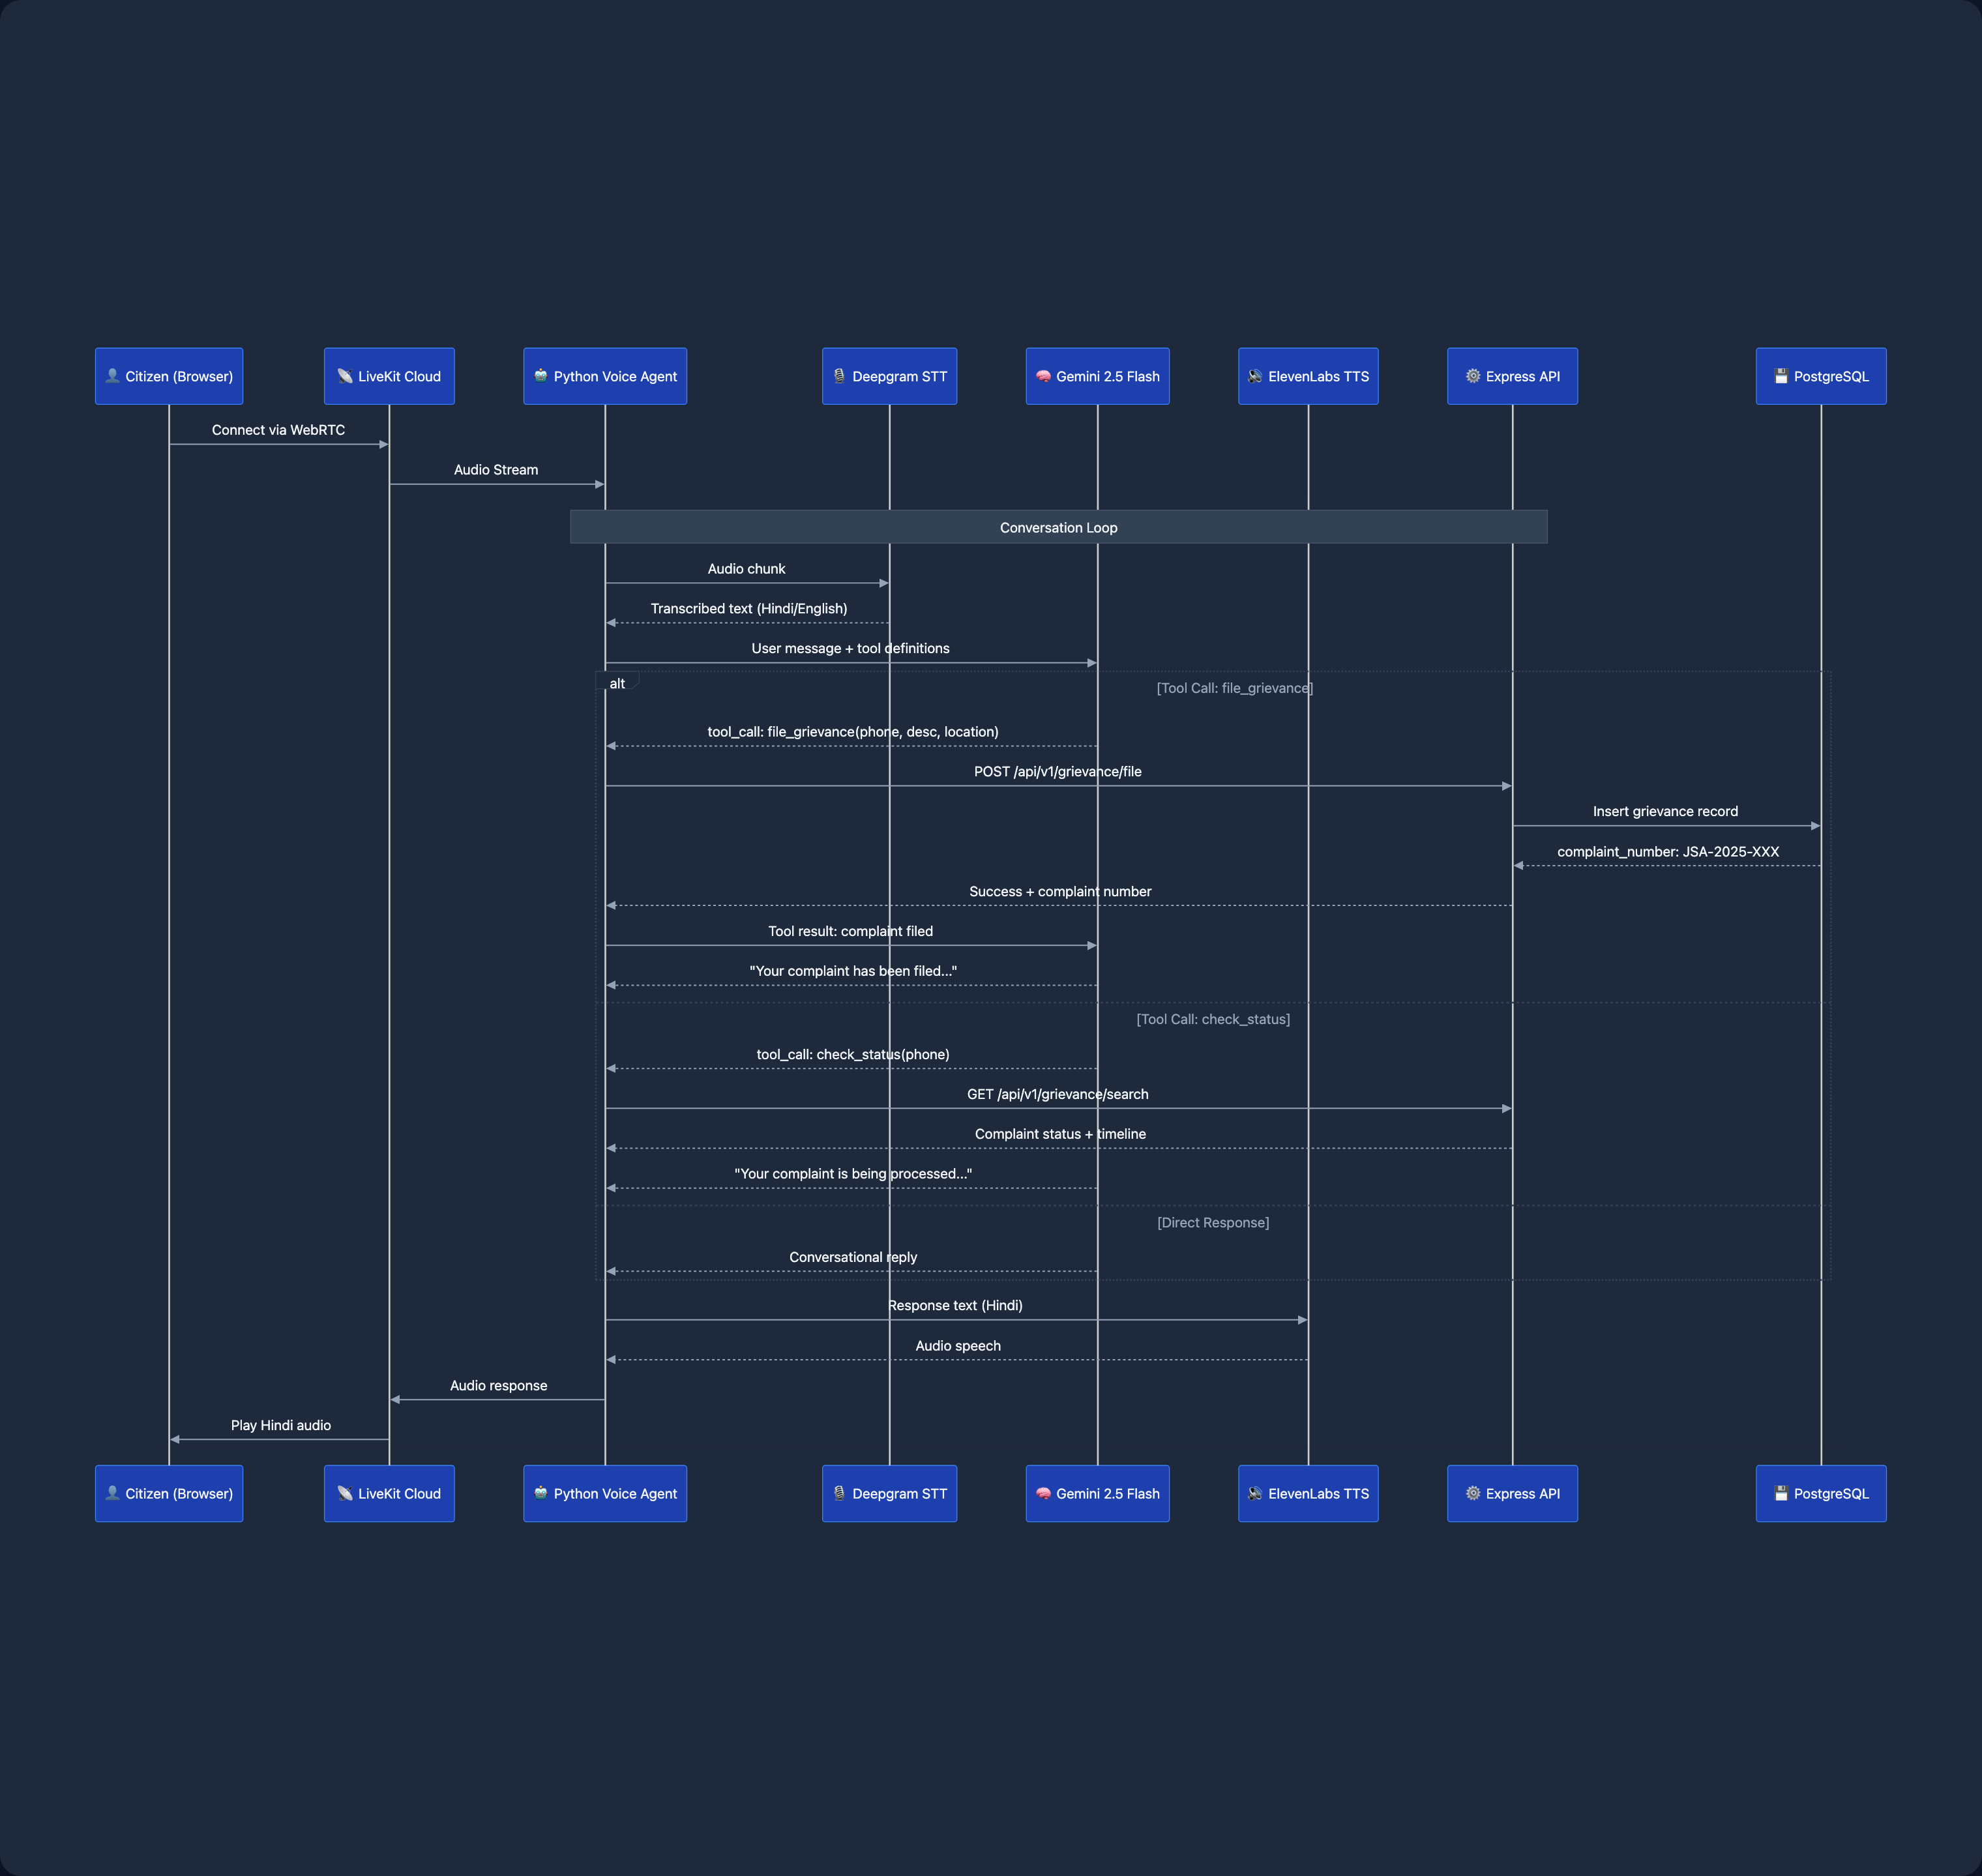 Citizen (Browser)
LiveKit Cloud
Python Voice Agent
Deepgram STT
Gemini 2.5 Flash
ElevenLabs TTS
Express API
PostgreSQL
Connect via WebRTC
Audio Stream
Conversation Loop
Audio chunk
Transcribed text (Hindi/English)
User message + tool definitions
alt
[Tool Call: file_grievance]
tool_call: file_grievance(phone, desc, location)
POST /api/v1/grievance/file
Insert grievance record
complaint_number: JSA-2025-XXX
Success + complaint number
Tool result: complaint filed
"Your complaint has been filed..."
[Tool Call: check_status]
tool_call: check_status(phone)
GET /api/v1/grievance/search
Complaint status + timeline
"Your complaint is being processed..."
[Direct Response]
Conversational reply
Response text (Hindi)
Audio speech
Audio response
Play Hindi audio
Citizen (Browser)
LiveKit Cloud
Python Voice Agent
Deepgram STT
Gemini 2.5 Flash
ElevenLabs TTS
Express API
PostgreSQL